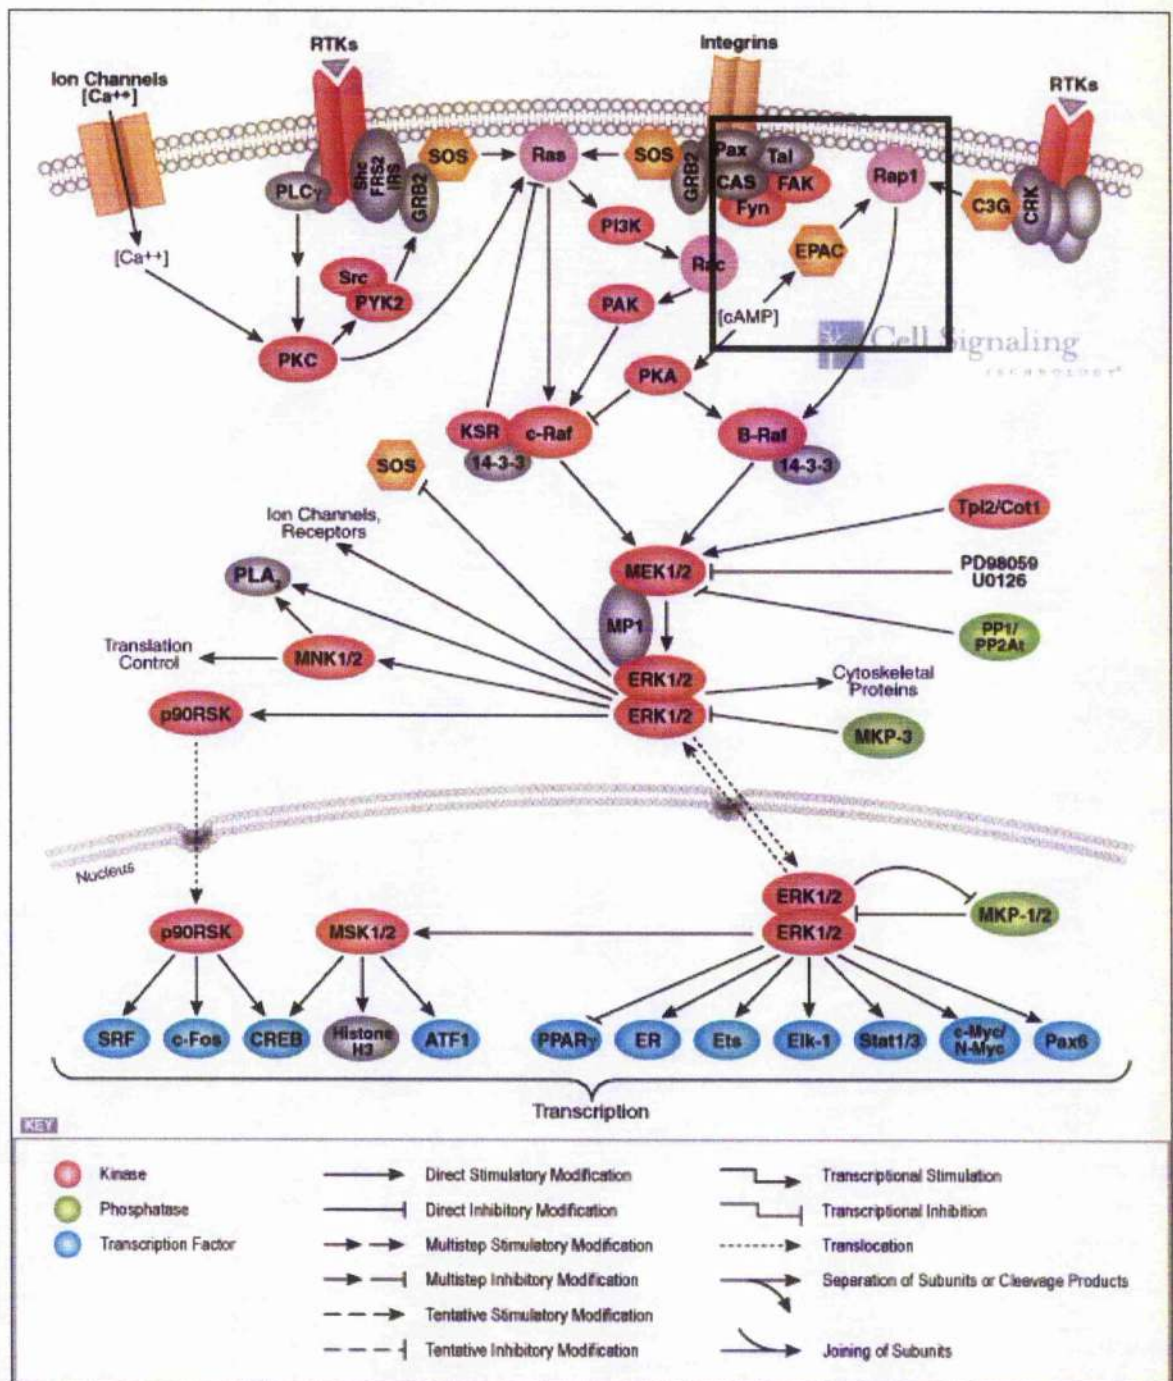 RTKs
Integrins
Ion Channels
[Ca++]
RTKs
SOS
Ras
SOS
Pax
Tal
Shc
FRS2
IRS
GRB2
GRB2
CAS
FAK
Fyn
Rap1
C3G
CRK
PLCγ
PI3K
EPAC
[Ca++]
Src
PYK2
Rac
PAK
[cAMP]
Cell Signaling
TECHNOLOGY®
PKC
PKA
KSR
c-Raf
B-Raf
14-3-3
14-3-3
SOS
Tpl2/Cot1
Ion Channels,
Receptors
PLA2
MEK1/2
PD98059
U0126
MP1
PP1/
PP2At
Translation
Control
MNK1/2
ERK1/2
Cytoskeletal
Proteins
p90RSK
ERK1/2
MKP-3
Nucleus
ERK1/2
MKP-1/2
p90RSK
MSK1/2
ERK1/2
SRF
c-Fos
CREB
Histone
H3
ATF1
PPARγ
ER
Ets
Elk-1
Stat1/3
c-Myc/
N-Myc
Pax6
Transcription
KEY
Kinase
Direct Stimulatory Modification
Transcriptional Stimulation
Phosphatase
Direct Inhibitory Modification
Transcriptional Inhibition
Transcription Factor
Multistep Stimulatory Modification
Translocation
Multistep Inhibitory Modification
Separation of Subunits or Cleavage Products
Tentative Stimulatory Modification
Tentative Inhibitory Modification
Joining of Subunits